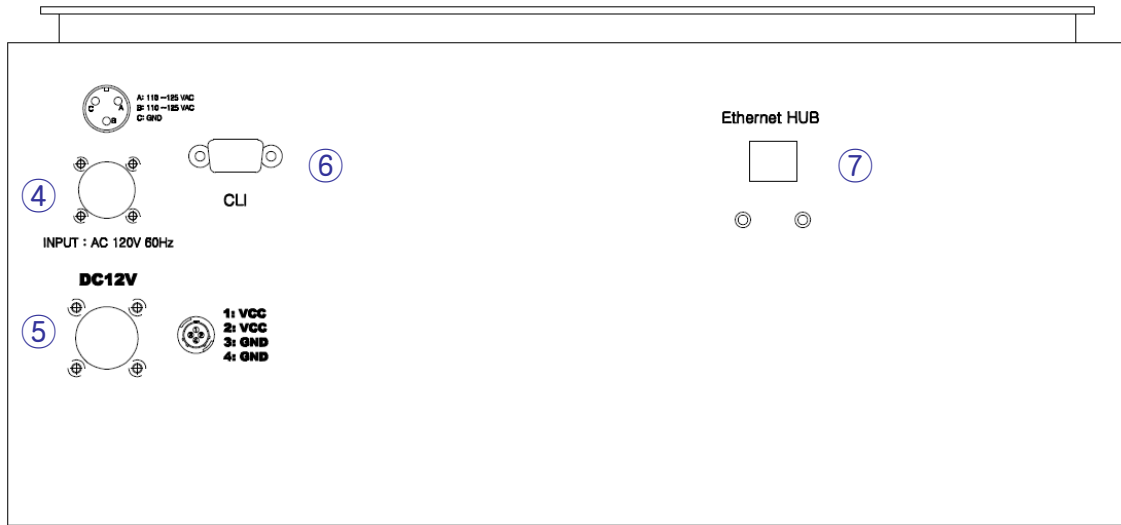 C
A
B
A: 110 -125 VAC
B: 110 -125 VAC
C: GND
④
⑥
CLI
INPUT : AC 120V 60Hz
Ethernet HUB
⑦
DC12V
⑤
1: VCC
2: VCC
3: GND
4: GND